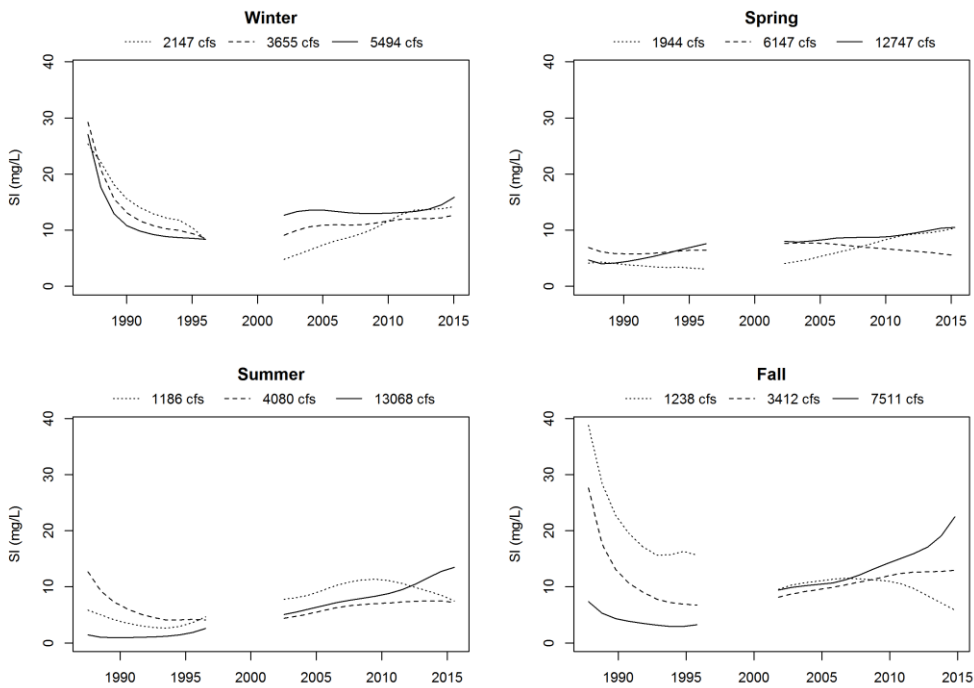 Winter
2147 cfs 3655 cfs 5494 cfs
SI (mg/L)
40
30
20
10
0
1990 1995 2000 2005 2010 2015
Spring
1944 cfs 6147 cfs 12747 cfs
SI (mg/L)
40
30
20
10
0
1990 1995 2000 2005 2010 2015
Summer
1186 cfs 4080 cfs 13068 cfs
SI (mg/L)
40
30
20
10
0
1990 1995 2000 2005 2010 2015
Fall
1238 cfs 3412 cfs 7511 cfs
SI (mg/L)
40
30
20
10
0
1990 1995 2000 2005 2010 2015